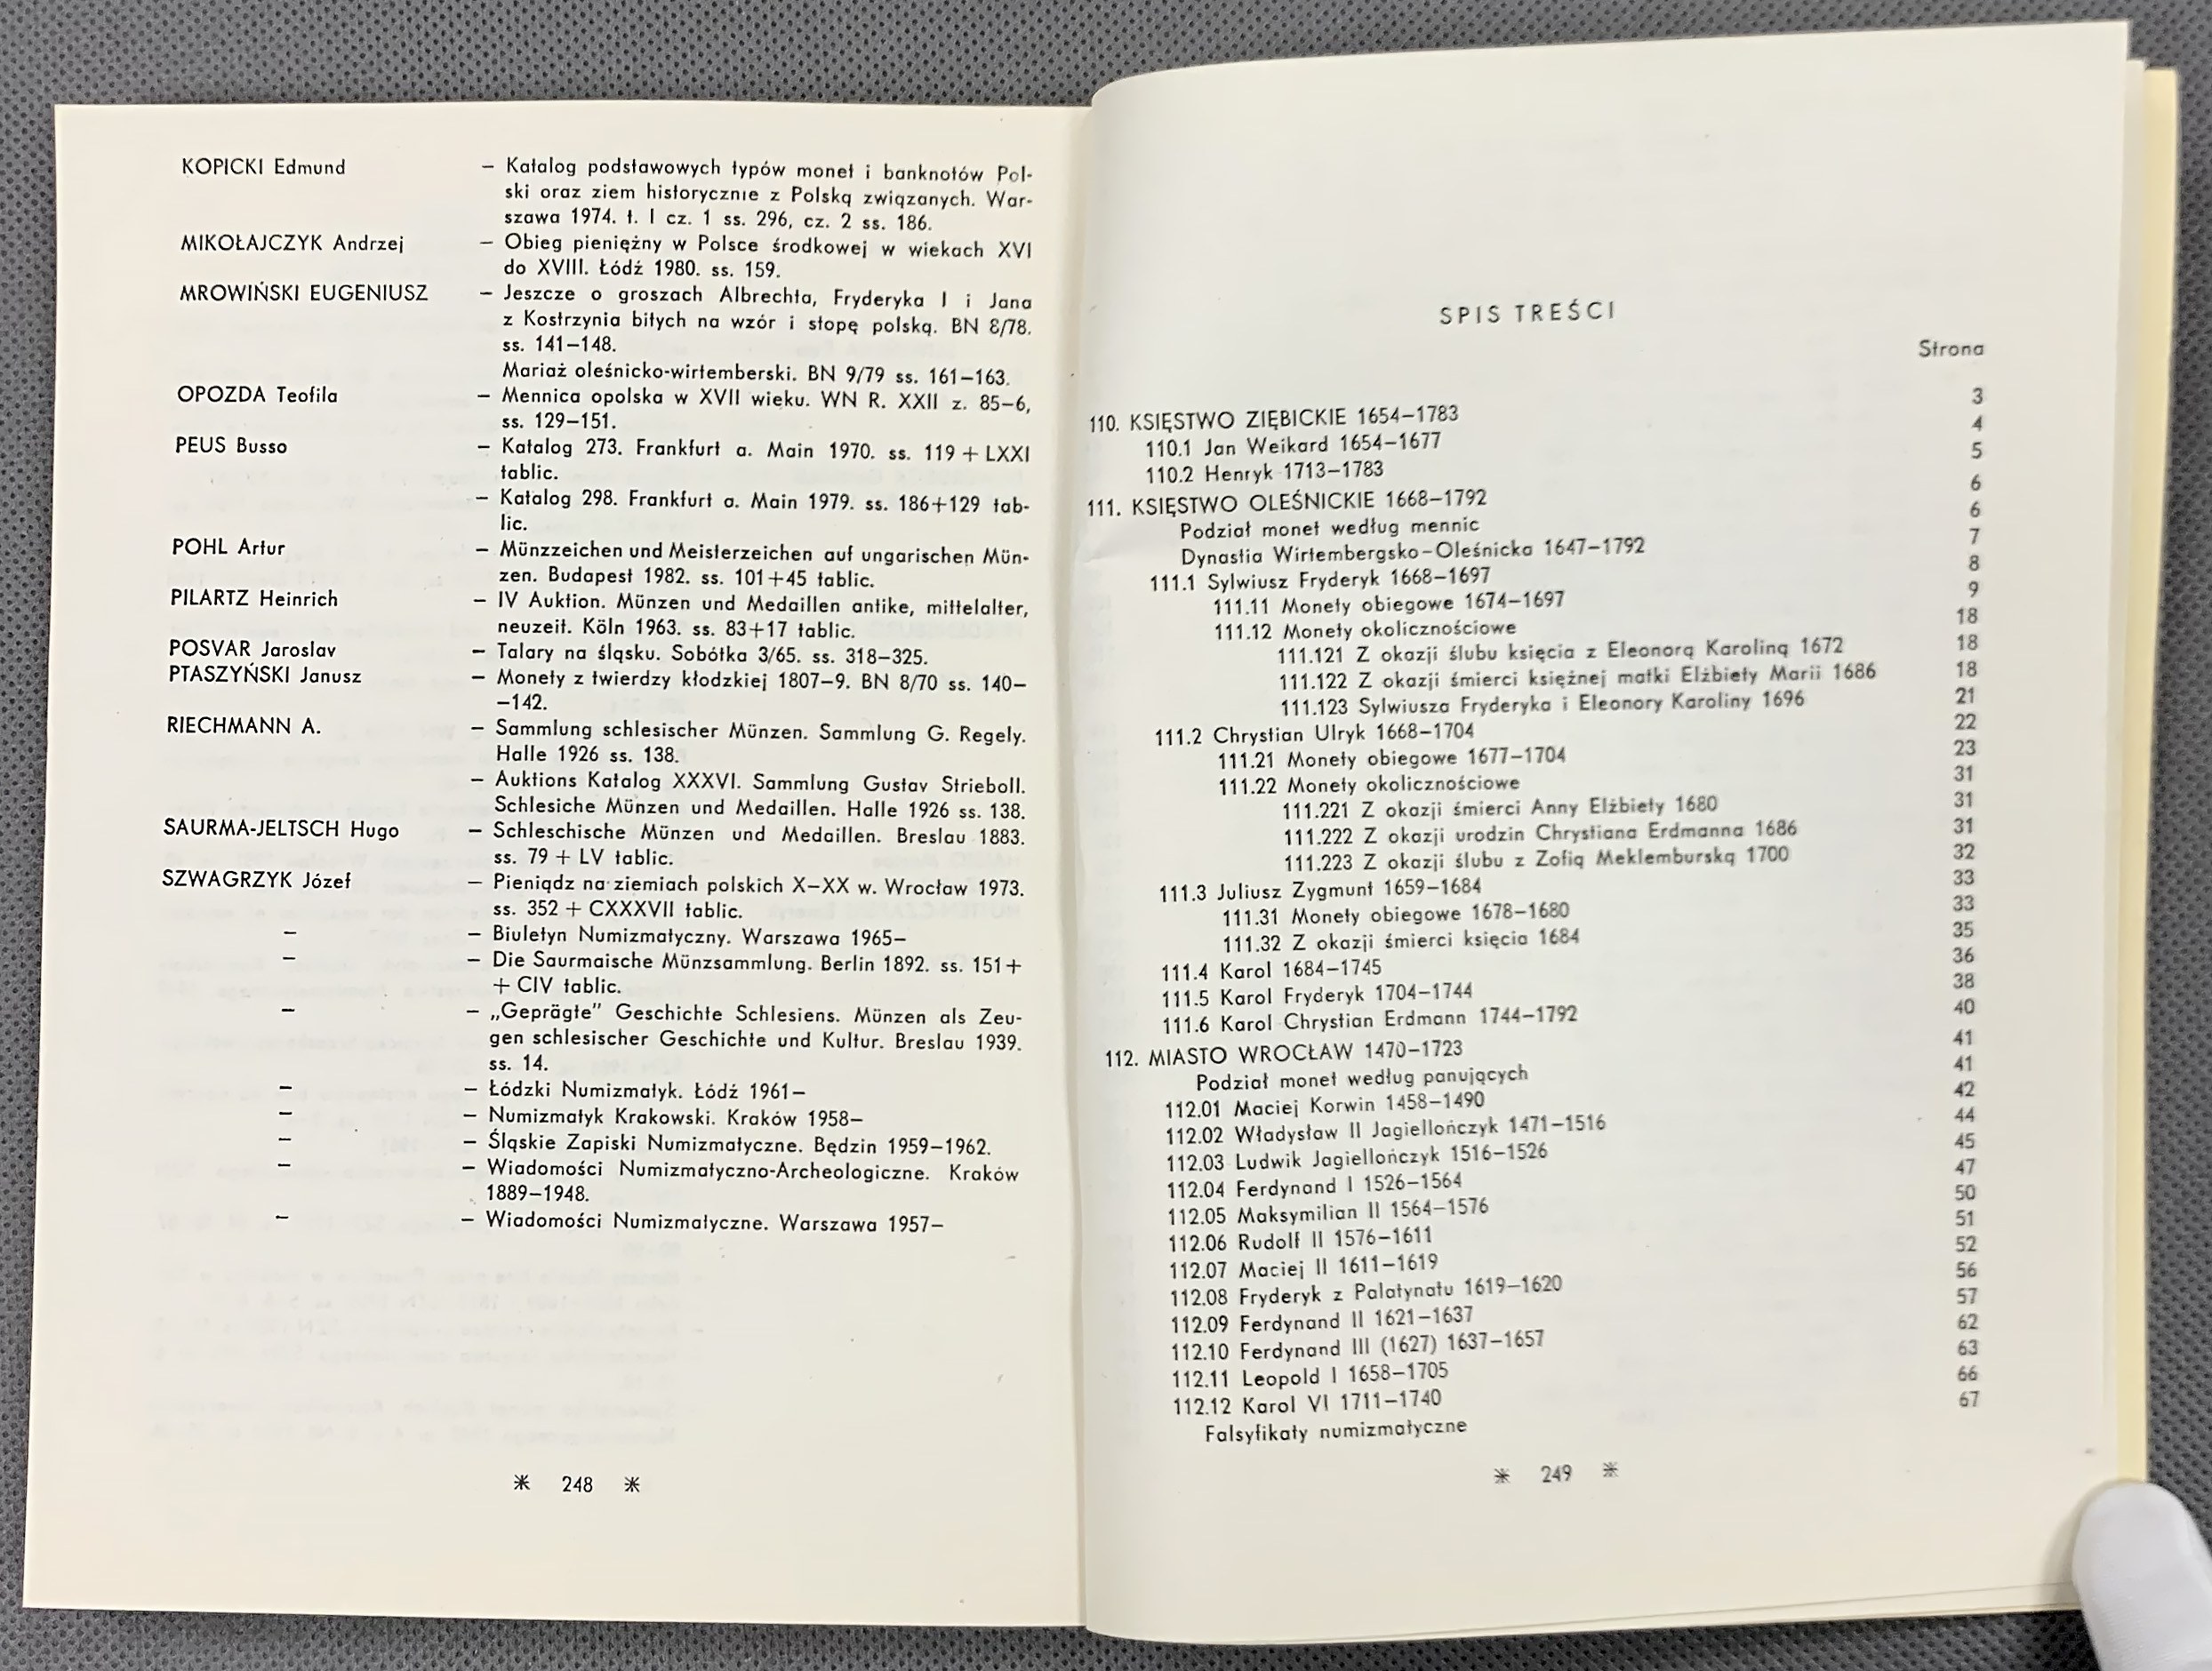 KOPICKI Edmund – Katalog podstawowych typów monet i banknotów Pol-
ski oraz ziem historycznie z Polską związanych. War-
szawa 1974. t. I cz. 1 ss. 296, cz. 2 ss. 186.
MIKOŁAJCZYK Andrzej – Obieg pieniężny w Polsce środkowej w wiekach XVI
do XVIII. Łódź 1980. ss. 159.
MROWIŃSKI EUGENIUSZ – Jeszcze o groszach Albrechta, Fryderyka I i Jana
z Kostrzynia bitych na wzór i stopę polską. BN 8/78.
ss. 141–148.
Mariaż oleśnicko-wirtemberski. BN 9/79 ss. 161–163.
OPOZDA Teofila – Mennica opolska w XVII wieku. WN R. XXII z. 85–6,
ss. 129–151.
PEUS Busso – Katalog 273. Frankfurt a. Main 1970. ss. 119 + LXXI
tablic.
– Katalog 298. Frankfurt a. Main 1979. ss. 186+129 tab-
lic.
POHL Artur – Münzzeichen und Meisterzeichen auf ungarischen Mün-
zen. Budapest 1982. ss. 101+45 tablic.
PILARTZ Heinrich – IV Auktion. Münzen und Medaillen antike, mittelalter,
neuzeit. Köln 1963. ss. 83+17 tablic.
POSVAR Jaroslav – Talary na śląsku. Sobótka 3/65. ss. 318–325.
PTASZYŃSKI Janusz – Monety z twierdzy kłodzkiej 1807–9. BN 8/70 ss. 140–
–142.
RIECHMANN A. – Sammlung schlesischer Münzen. Sammlung G. Regely.
Halle 1926 ss. 138.
– Auktions Katalog XXXVI. Sammlung Gustav Strieboll.
Schlesiche Münzen und Medaillen. Halle 1926 ss. 138.
SAURMA-JELTSCH Hugo – Schleschische Münzen und Medaillen. Breslau 1883.
ss. 79 + LV tablic.
SZWAGRZYK Józef – Pieniądz na ziemiach polskich X–XX w. Wrocław 1973.
ss. 352 + CXXXVII tablic.
– – Biuletyn Numizmatyczny. Warszawa 1965–
– – Die Saurmaische Münzsammlung. Berlin 1892. ss. 151+
+ CIV tablic.
– – „Geprägte" Geschichte Schlesiens. Münzen als Zeu-
gen schlesischer Geschichte und Kultur. Breslau 1939.
ss. 14.
– – Łódzki Numizmatyk. Łódź 1961–
– – Numizmatyk Krakowski. Kraków 1958–
– – Śląskie Zapiski Numizmatyczne. Będzin 1959–1962.
– – Wiadomości Numizmatyczno-Archeologiczne. Kraków
1889–1948.
– – Wiadomości Numizmatyczne. Warszawa 1957–
* 248 *
SPIS TREŚCI
Strona
110. KSIĘSTWO ZIĘBICKIE 1654–1783 3
110.1 Jan Weikard 1654–1677 4
110.2 Henryk 1713–1783 5
111. KSIĘSTWO OLEŚNICKIE 1668–1792 6
Podział monet według mennic 6
Dynastia Wirtembergsko–Oleśnicka 1647–1792 7
111.1 Sylwiusz Fryderyk 1668–1697 8
111.11 Monety obiegowe 1674–1697 9
111.12 Monety okolicznościowe 18
111.121 Z okazji ślubu księcia z Eleonorą Karoliną 1672 18
111.122 Z okazji śmierci księżnej matki Elżbiety Marii 1686 18
111.123 Sylwiusza Fryderyka i Eleonory Karoliny 1696 21
111.2 Chrystian Ulryk 1668–1704 22
111.21 Monety obiegowe 1677–1704 23
111.22 Monety okolicznościowe 31
111.221 Z okazji śmierci Anny Elżbiety 1680 31
111.222 Z okazji urodzin Chrystiana Erdmanna 1686 31
111.223 Z okazji ślubu z Zofią Meklemburską 1700 32
111.3 Juliusz Zygmunt 1659–1684 33
111.31 Monety obiegowe 1678–1680 33
111.32 Z okazji śmierci księcia 1684 35
111.4 Karol 1684–1745 36
111.5 Karol Fryderyk 1704–1744 38
111.6 Karol Chrystian Erdmann 1744–1792 40
112. MIASTO WROCŁAW 1470–1723 41
Podział monet według panujących 41
112.01 Maciej Korwin 1458–1490 42
112.02 Władysław II Jagiellończyk 1471–1516 44
112.03 Ludwik Jagiellończyk 1516–1526 45
112.04 Ferdynand I 1526–1564 47
112.05 Maksymilian II 1564–1576 50
112.06 Rudolf II 1576–1611 51
112.07 Maciej II 1611–1619 52
112.08 Fryderyk z Palatynatu 1619–1620 56
112.09 Ferdynand II 1621–1637 57
112.10 Ferdynand III (1627) 1637–1657 62
112.11 Leopold I 1658–1705 63
112.12 Karol VI 1711–1740 66
Falsyfikaty numizmatyczne 67
* 249 *